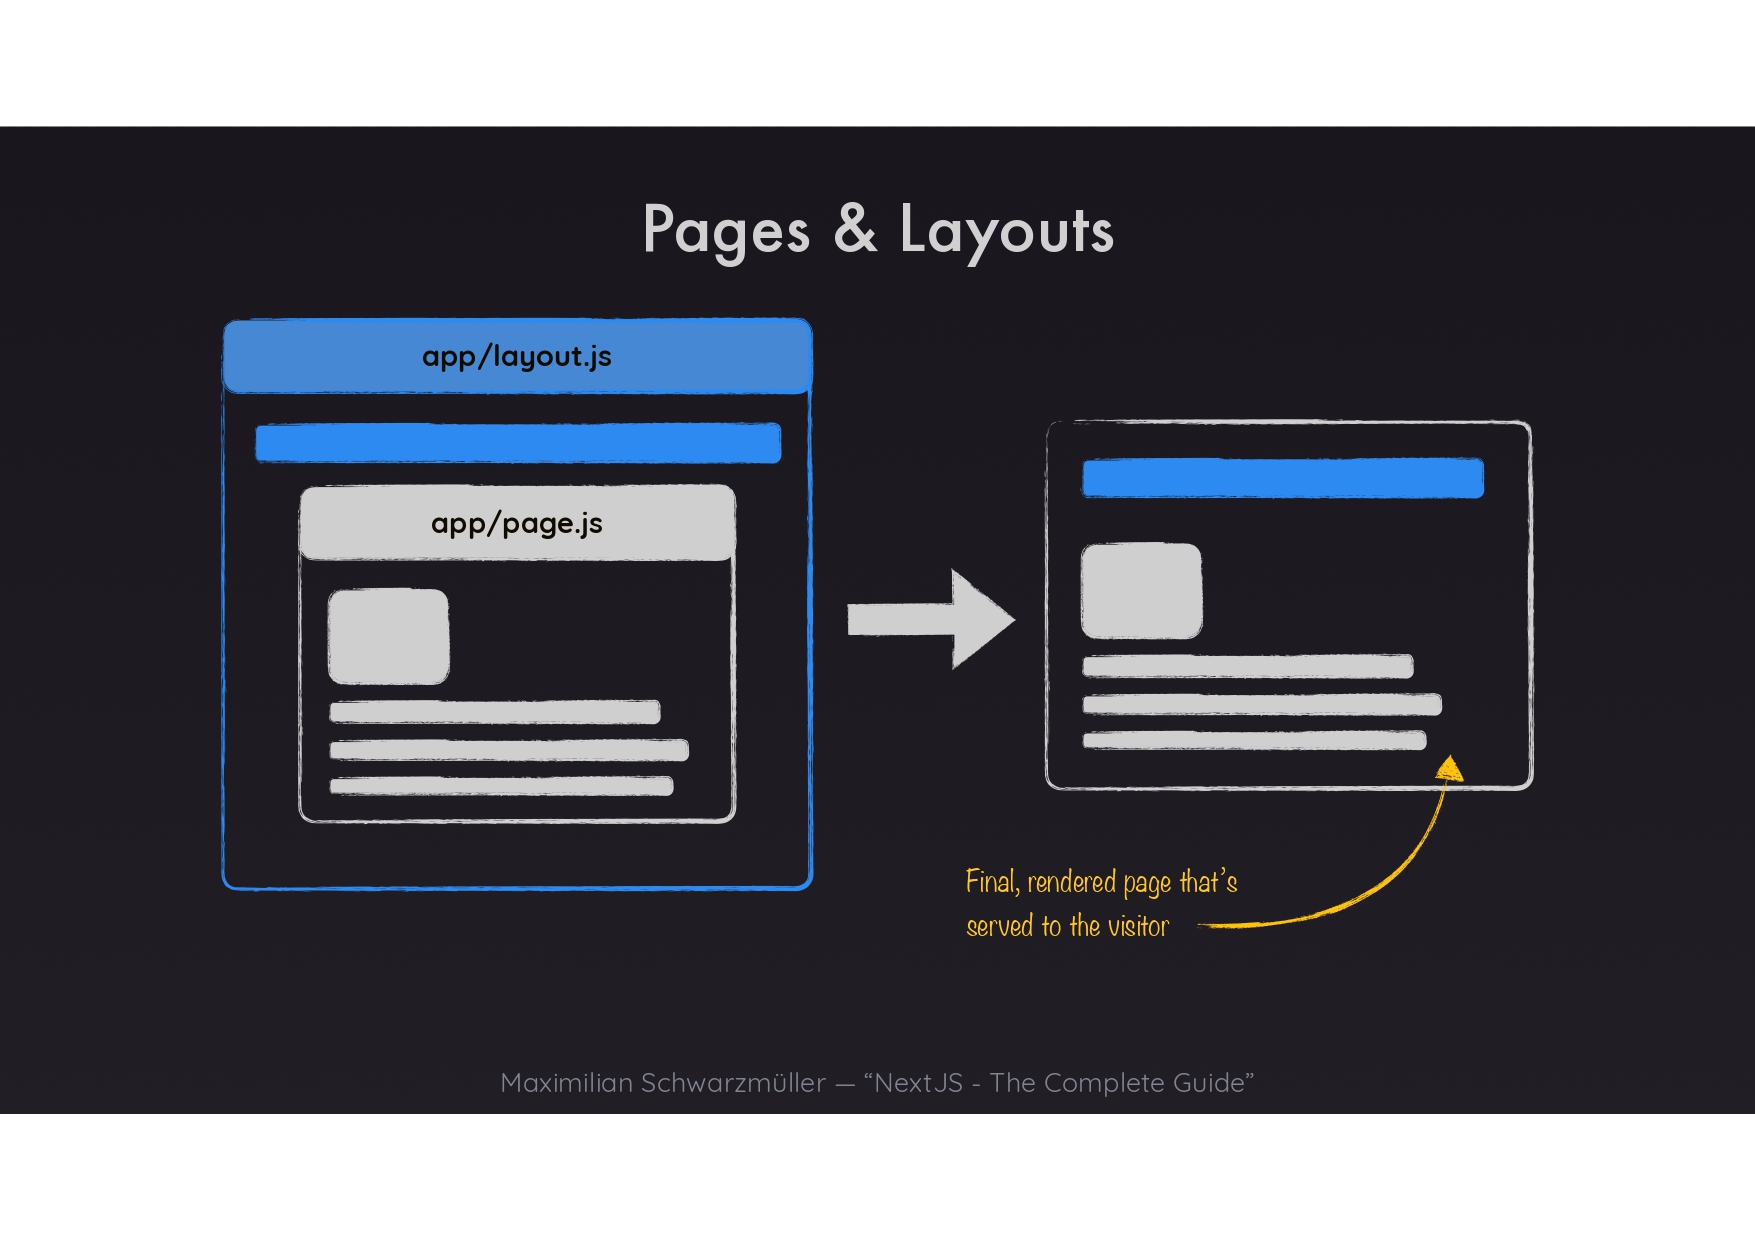 Pages & Layouts
app/layout.js
app/page.js
Final, rendered page that’s
served to the visitor
Maximilian Schwarzmüller — “NextJS - The Complete Guide”